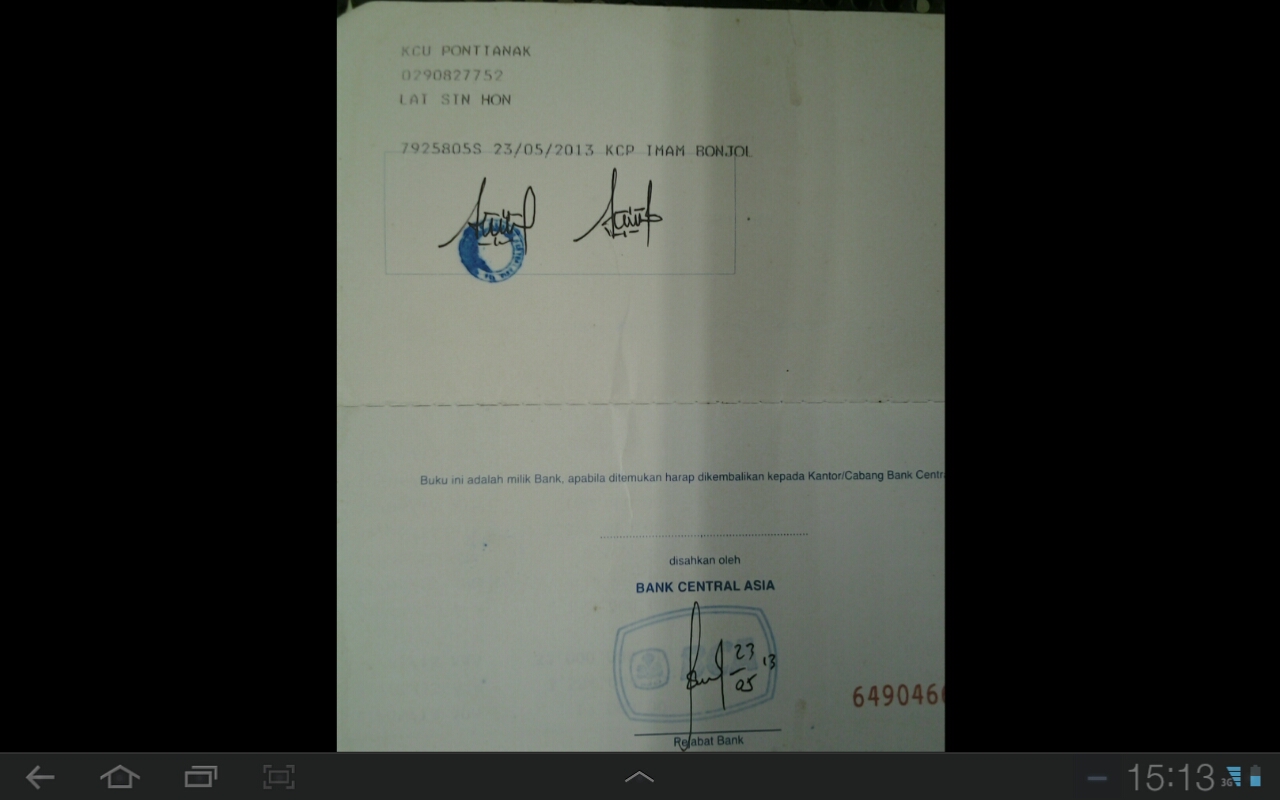 KCU PONTIANAK
0290827752
LAI SIN HON
7925805S 23/05/2013 KCP IMAM BONJOL
Buku ini adalah milik Bank, apabila ditemukan harap dikembalikan kepada Kantor/Cabang Bank Centr
disahkan oleh
BANK CENTRAL ASIA
BCA
23
05 13
649046
Pejabat Bank
15:13
3G